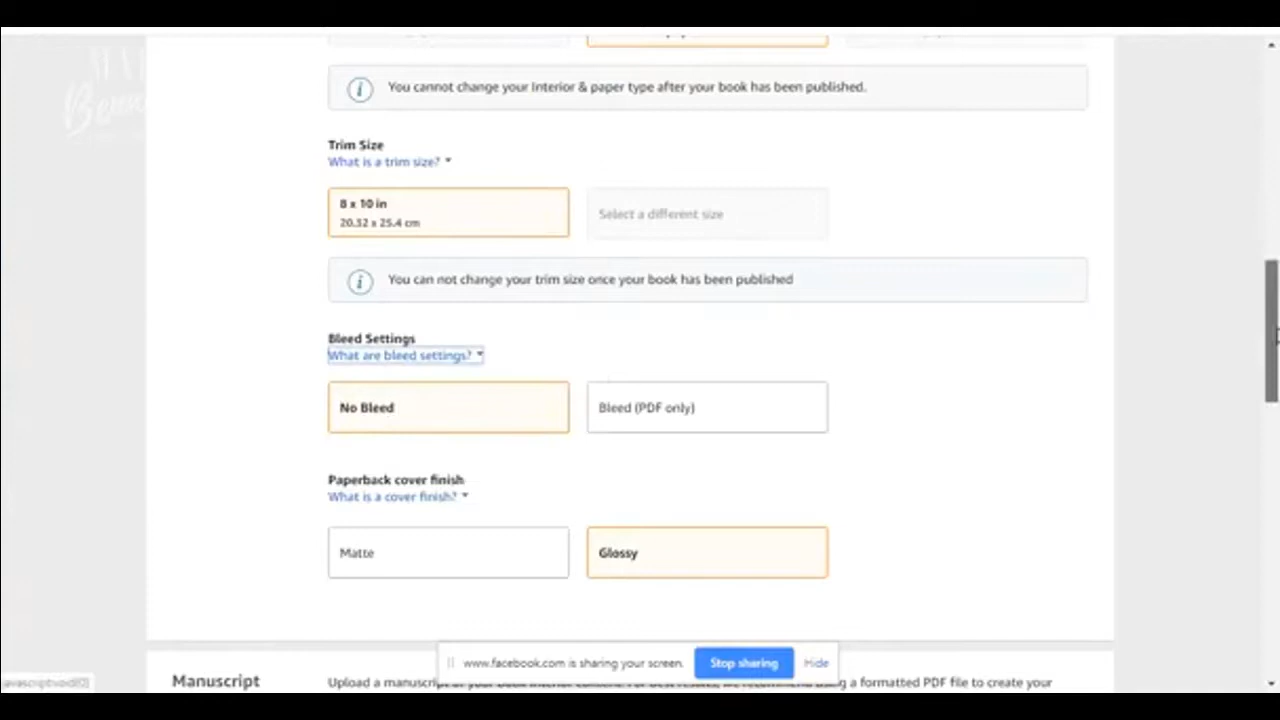 You cannot change your Interior & paper type after your book has been published.
Trim Size
What is a trim size?
8 x 10 in
20.32 x 25.4 cm
Select a different size
You can not change your trim size once your book has been published
Bleed Settings
What are bleed settings?
No Bleed
Bleed (PDF only)
Paperback cover finish
What is a cover finish?
Matte
Glossy
www.facebook.com is sharing your screen.
Stop sharing
Hide
Manuscript
Upload a manuscript of your book interior content. For best results, we recommend using a formatted PDF file to create your